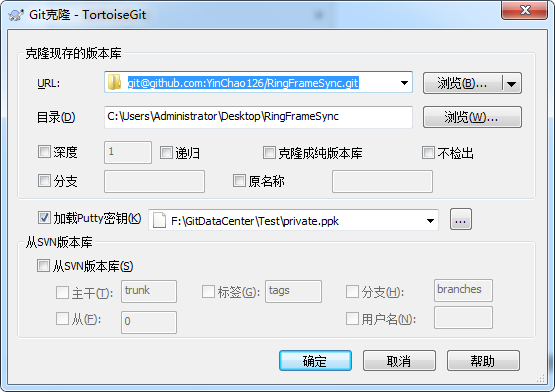 Git克隆 - TortoiseGit
克隆现存的版本库
URL: git@github.com:YinChao126/RingFrameSync.git 浏览(B)...
目录(D) C:\Users\Administrator\Desktop\RingFrameSync 浏览(W)...
深度 1 递归 克隆成纯版本库 不检出
分支 原名称
加载Putty密钥(K) F:\GitDataCenter\Test\private.ppk ...
从SVN版本库
从SVN版本库(S)
主干(T): trunk 标签(G): tags 分支(H): branches
从(F): 0 用户名(N):
确定 取消 帮助